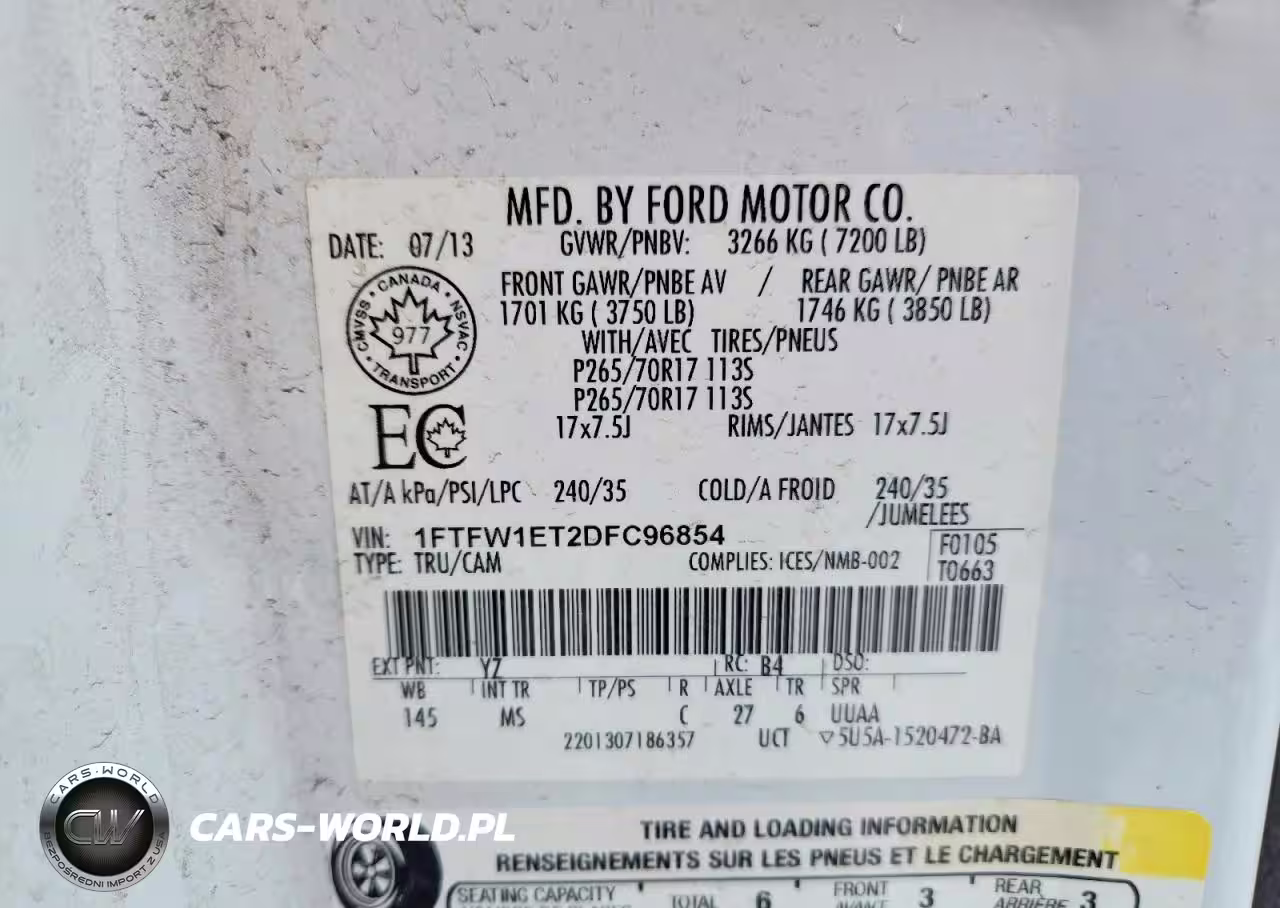 MFD. BY FORD MOTOR CO.
DATE: 07/13 GVWR/PNBV: 3266 KG ( 7200 LB)
FRONT GAWR/PNBE AV / REAR GAWR/ PNBE AR
1701 KG ( 3750 LB) 1746 KG ( 3850 LB)
WITH/AVEC TIRES/PNEUS
P265/70R17 113S
P265/70R17 113S
17x7.5J RIMS/JANTES 17x7.5J
CANADA
CMVSS NSVAC
977
TRANSPORT
EC
AT/A kPa/PSI/LPC 240/35 COLD/A FROID 240/35
/JUMELEES
VIN: 1FTFW1ET2DFC96854
F0105
TYPE: TRU/CAM COMPLIES: ICES/NMB-002
T0663
EXT PNT: YZ RC: B4 DSO:
WB INT TR TP/PS R AXLE TR SPR
145 MS C 27 6 UUAA
2201307186357 UCT ▽5U5A-1520472-BA
CARS-WORLD
CW
BEZPOŚREDNI IMPORT Z USA
CARS-WORLD.PL
TIRE AND LOADING INFORMATION
RENSEIGNEMENTS SUR LES PNEUS ET LE CHARGEMENT
SEATING CAPACITY TOTAL 6 FRONT 3 REAR 3
AVANT ARRIÈRE